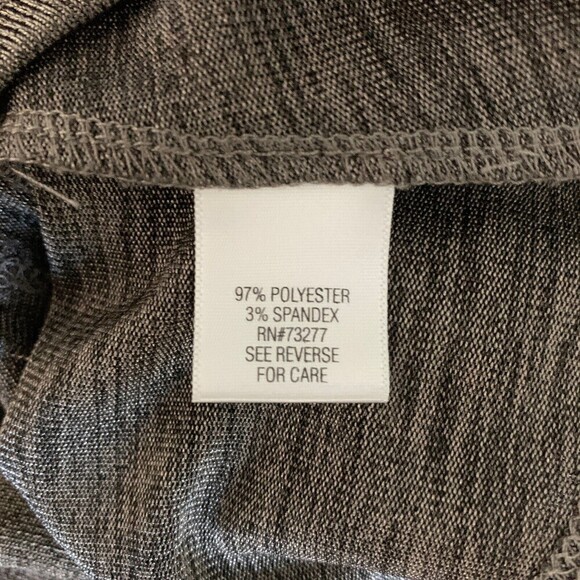 97% POLYESTER
3% SPANDEX
RN#73277
SEE REVERSE
FOR CARE